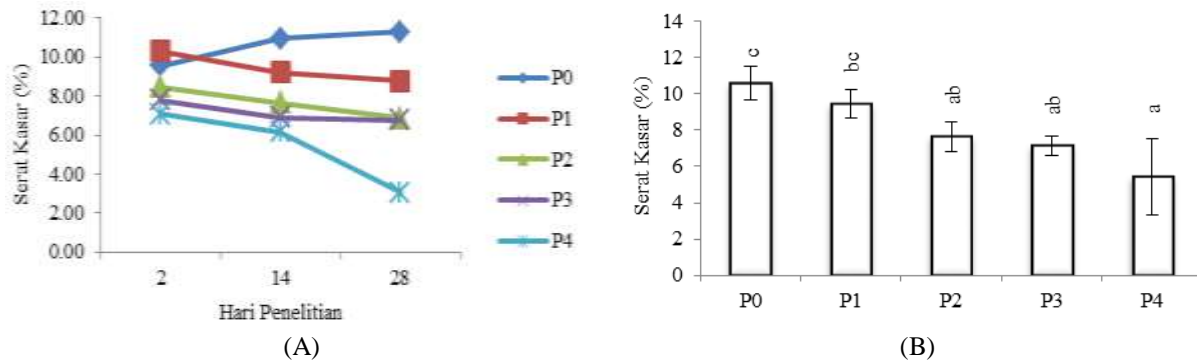 12.00
10.00
8.00
6.00
4.00
2.00
0.00
Serat Kasar (%)
2 14 28
Hari Penelitian
P0
P1
P2
P3
P4
(A)
14
12
10
8
6
4
2
0
Serat Kasar (%)
c
bc
ab
ab
a
P0 P1 P2 P3 P4
(B)